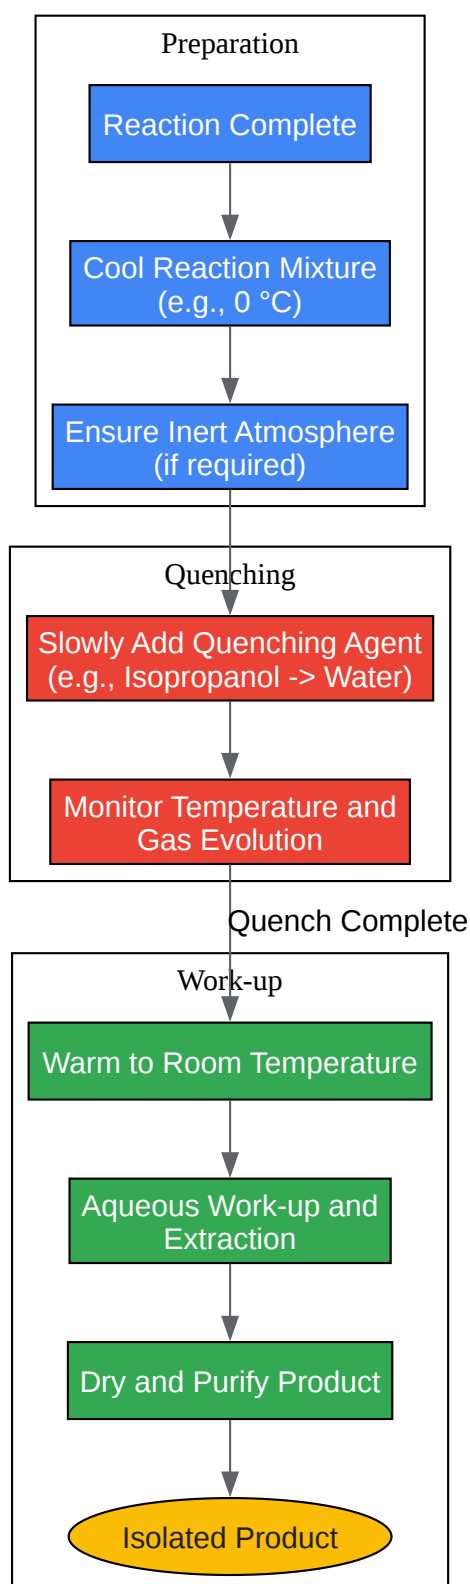 Preparation
Reaction Complete
Cool Reaction Mixture
(e.g., 0 °C)
Ensure Inert Atmosphere
(if required)
Quenching
Slowly Add Quenching Agent
(e.g., Isopropanol -> Water)
Monitor Temperature and
Gas Evolution
Quench Complete
Work-up
Warm to Room Temperature
Aqueous Work-up and
Extraction
Dry and Purify Product
Isolated Product